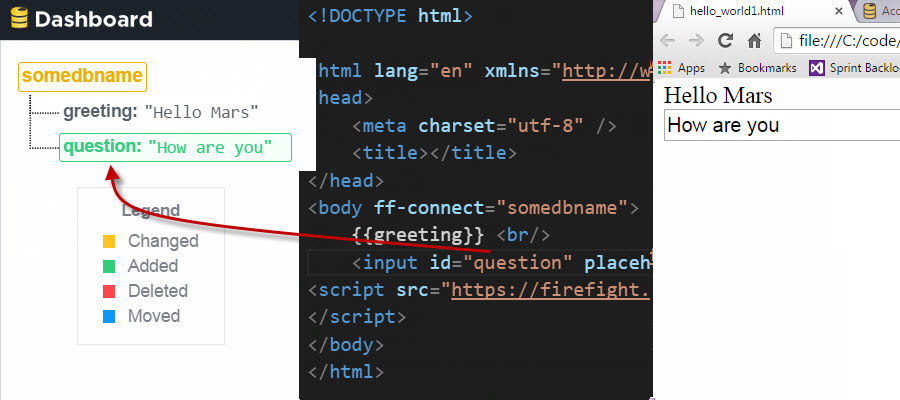 Dashboard
somedbname
greeting: "Hello Mars"
question: "How are you"
Legend
Changed
Added
Deleted
Moved
<!DOCTYPE html>
html lang="en" xmlns="http://w
head>
<meta charset="utf-8" />
<title></title>
</head>
<body ff-connect="somedbname">
{{greeting}} <br/>
<input id="question" placeh
<script src="https://firefight.
</script>
</body>
</html>
hello_world1.html
Acc
file:///C:/code/
Apps Bookmarks Sprint Backlo
Hello Mars
How are you